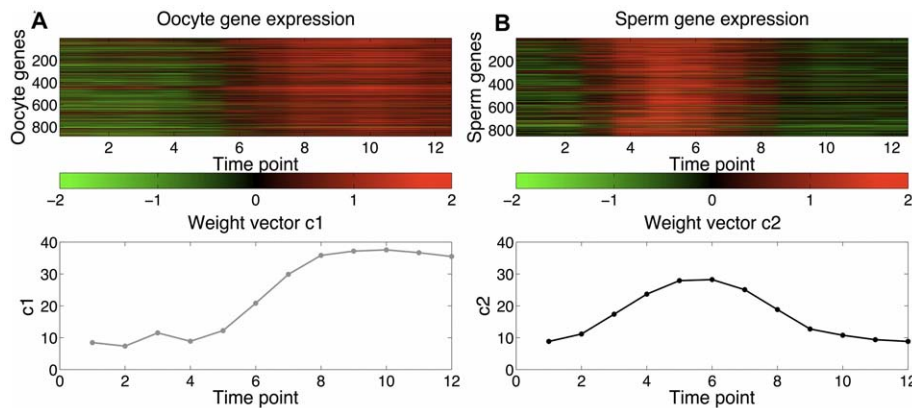 A Oocyte gene expression
Oocyte genes
200
400
600
800
2 4 6 8 10 12
Time point
−2 −1 0 1 2
Weight vector c1
c1
40
30
20
10
0
0 2 4 6 8 10 12
Time point
B Sperm gene expression
Sperm genes
200
400
600
800
2 4 6 8 10 12
Time point
−2 −1 0 1 2
Weight vector c2
c2
40
30
20
10
0
0 2 4 6 8 10 12
Time point